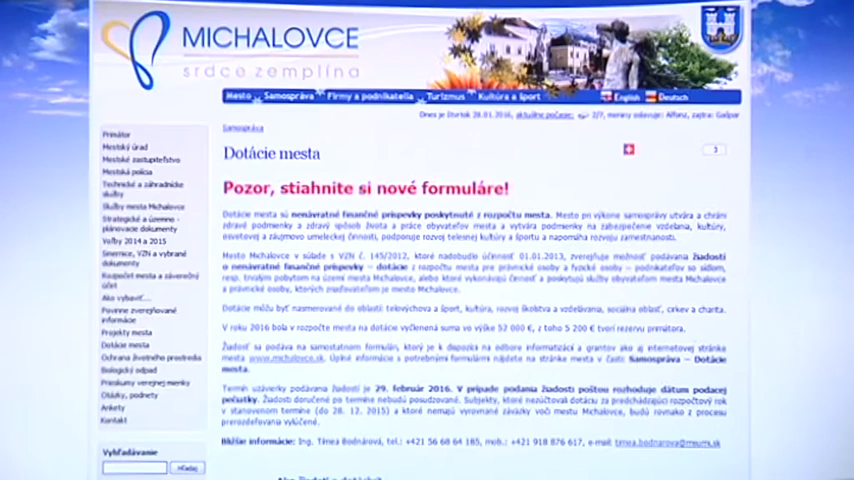 MICHALOVCE
srdce zemplína
Mesto Samospráva Firmy a podnikatelia Turizmus Kultúra a šport English Deutsch
Dnes je štvrtok 28.01.2016, aktuálne počasie: 2/7, meniny oslavuje: Alfonz, zajtra: Gašpar
Primátor
Mestský úrad
Mestské zastupiteľstvo
Mestská polícia
Technické a záhradnícke
služby
Služby mesta Michalovce
Strategické a územno -
plánovacie dokumenty
Voľby 2014 a 2015
Smernice, VZN a vybrané
dokumenty
Rozpočet mesta a záverečný
účet
Ako vybaviť...
Povinne zverejňované
informácie
Projekty mesta
Dotácie mesta
Ochrana životného prostredia
Biologický odpad
Prieskumy verejnej mienky
Otázky, podnety
Ankety
Kontakt
Vyhľadávanie
Hľadaj
Samospráva
Dotácie mesta
Pozor, stiahnite si nové formuláre!
Dotácie mesta sú nenávratné finančné príspevky poskytnuté z rozpočtu mesta. Mesto pri výkone samosprávy utvára a chráni
zdravé podmienky a zdravý spôsob života a práce obyvateľov mesta a vytvára podmienky na zabezpečenie vzdelania, kultúry,
osvetovej a záujmovo umeleckej činnosti, podporuje rozvoj telesnej kultúry a športu a napomáha rozvoju zamestnanosti.
Mesto Michalovce v súlade s VZN č. 145/2012, ktoré nadobudlo účinnosť 01.01.2013, zverejňuje možnosť podávania žiadostí
o nenávratné finančné príspevky – dotácie z rozpočtu mesta pre právnické osoby a fyzické osoby – podnikateľov so sídlom,
resp. trvalým pobytom na území mesta Michalovce, alebo ktoré vykonávajú činnosť a poskytujú služby obyvateľom mesta Michalovce
a právnické osoby, ktorých zriaďovateľom je mesto Michalovce.
Dotácie môžu byť nasmerované do oblastí telovýchova a šport, kultúra, rozvoj školstva a vzdelávania, sociálna oblasť, cirkev a charita.
V roku 2016 bola v rozpočte mesta na dotácie vyčlenená suma vo výške 52 000 €, z toho 5 200 € tvorí rezervu primátora.
Žiadosť sa podáva na samostatnom formulári, ktorý je k dispozícii na odbore informatizácie a grantov ako aj internetovej stránke
mesta www.michalovce.sk. Úplné informácie s potrebnými formulármi nájdete na stránke mesta v časti Samospráva – Dotácie
mesta.
Termín uzávierky podávania žiadostí je 29. február 2016. V prípade podania žiadosti poštou rozhoduje dátum podacej
pečiatky. Žiadosti doručené po termíne nebudú posudzované. Subjekty, ktoré nezúčtovali dotáciu za predchádzajúci rozpočtový rok
v stanovenom termíne (do 28. 12. 2015) a ktoré nemajú vyrovnané záväzky voči mestu Michalovce, budú rovnako z procesu
prerozdeľovania vylúčené.
Bližšie informácie: Ing. Tímea Bodnárová, tel.: +421 56 68 64 185, mob.: +421 918 876 617, e-mail: timea.bodnarova@msumi.sk